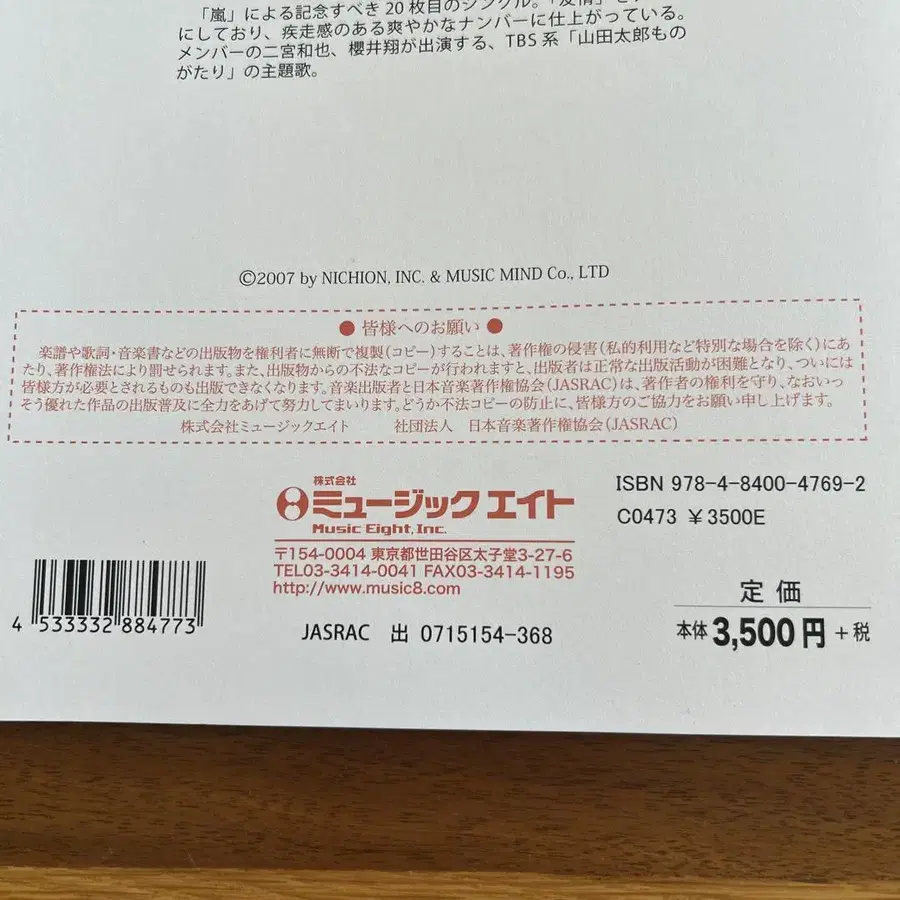 「嵐」による記念すべき20枚目のシングル。「友情」をテー
にしており、疾走感のある爽やかなナンバーに仕上がっている。
メンバーの二宮和也、櫻井翔が出演する、TBS系「山田太郎もの
がたり」の主題歌。
©2007 by NICHION, INC. & MUSIC MIND Co., LTD
● 皆様へのお願い ●
楽譜や歌詞・音楽書などの出版物を権利者に無断で複製(コピー)することは、著作権の侵害(私的利用など特別な場合を除く)にあ
たり、著作権法により罰せられます。また、出版物からの不法なコピーが行われますと、出版者は正常な出版活動が困難となり、ついには
皆様方が必要とされるものも出版できなくなります。音楽出版者と日本音楽著作権協会(JASRAC)は、著作者の権利を守り、なおいっ
そう優れた作品の出版普及に全力をあげて努力してまいります。どうか不法コピーの防止に、皆様方のご協力をお願い申し上げます。
株式会社ミュージックエイト 社団法人 日本音楽著作権協会(JASRAC)
株式会社
ミュージック エイト
Music Eight, Inc.
〒154-0004 東京都世田谷区太子堂3-27-6
TEL03-3414-0041 FAX03-3414-1195
http://www.music8.com
JASRAC 出 0715154-368
ISBN 978-4-8400-4769-2
C0473 ¥3500E
定価
本体3,500円+税
4 533332 884773